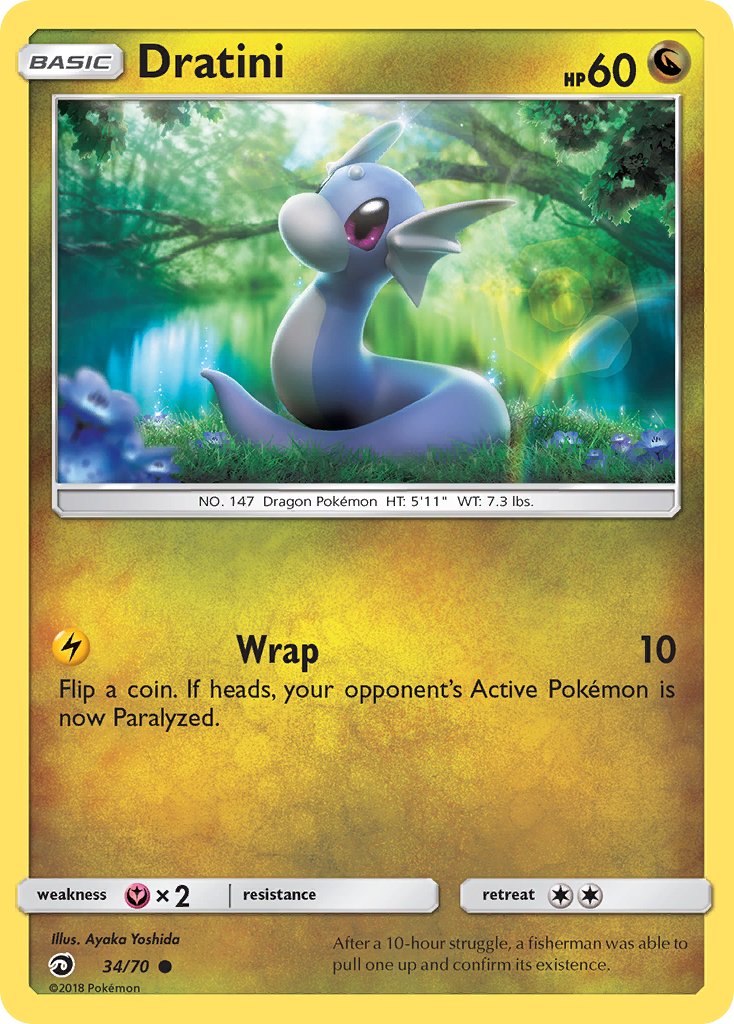 BASIC Dratini HP60
NO. 147 Dragon Pokémon HT: 5'11" WT: 7.3 lbs.
Wrap 10
Flip a coin. If heads, your opponent's Active Pokémon is
now Paralyzed.
weakness ×2 resistance retreat
Illus. Ayaka Yoshida
34/70
©2018 Pokémon
After a 10-hour struggle, a fisherman was able to
pull one up and confirm its existence.